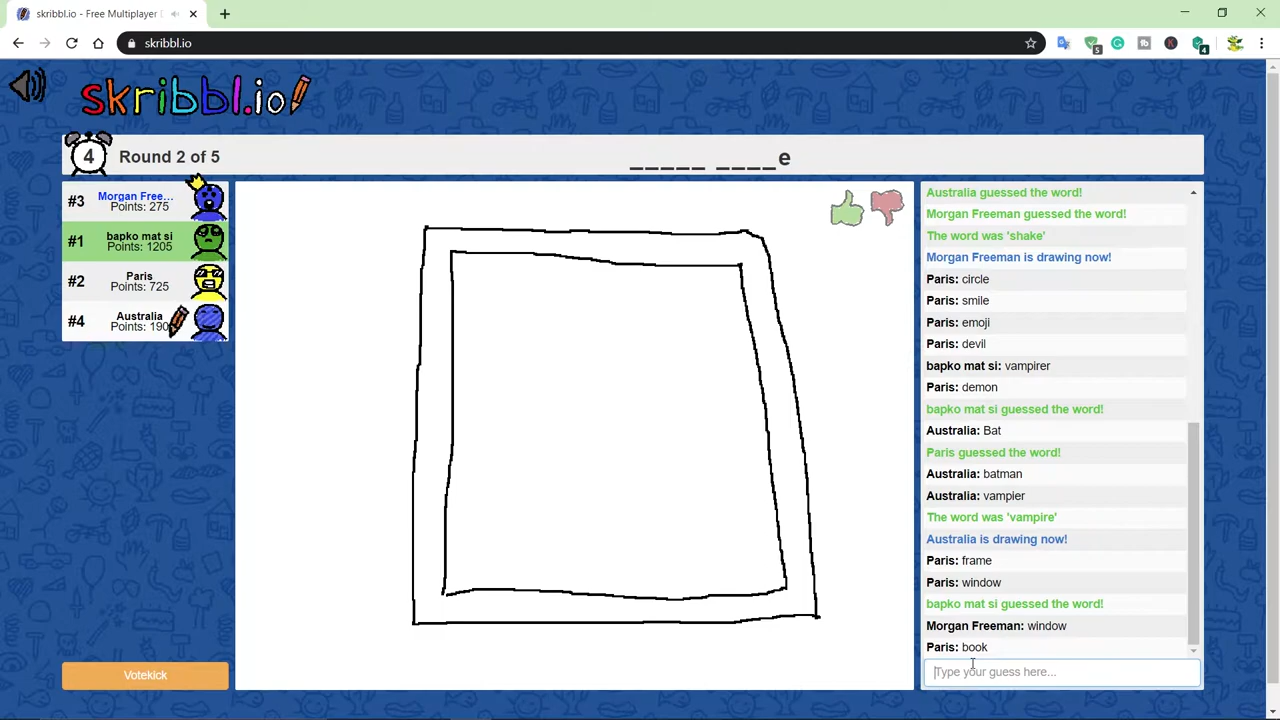 skribbl.io - Free Multiplayer
skribbl.io
5
4
skribbl.io
4
Round 2 of 5
_____ ____e
#3
Morgan Free...
Points: 275
#1
bapko mat si
Points: 1205
#2
Paris
Points: 725
#4
Australia
Points: 190
Votekick
Australia guessed the word!
Morgan Freeman guessed the word!
The word was 'shake'
Morgan Freeman is drawing now!
Paris: circle
Paris: smile
Paris: emoji
Paris: devil
bapko mat si: vampirer
Paris: demon
bapko mat si guessed the word!
Australia: Bat
Paris guessed the word!
Australia: batman
Australia: vampier
The word was 'vampire'
Australia is drawing now!
Paris: frame
Paris: window
bapko mat si guessed the word!
Morgan Freeman: window
Paris: book
Type your guess here...